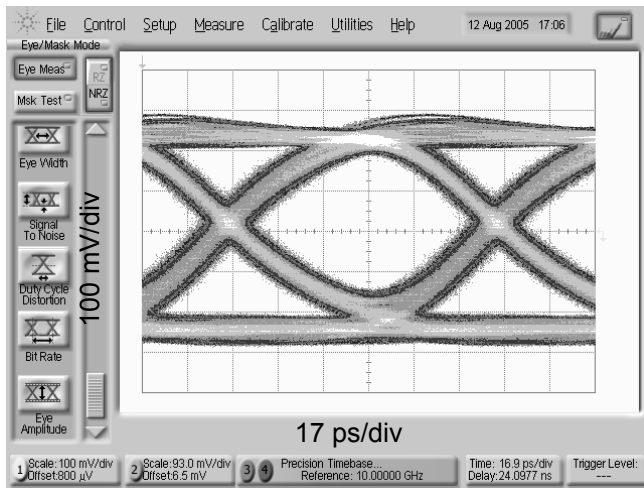 File Control Setup Measure Calibrate Utilities Help 12 Aug 2005 17:06
Eye/Mask Mode
Eye Meas
RZ
NRZ
Msk Test
Eye Width
Signal
To Noise
Duty Cycle
Distortion
Bit Rate
Eye
Amplitude
100 mV/div
17 ps/div
1 Scale:100 mV/div
Offset:800 µV
2 Scale:93.0 mV/div
Offset:6.5 mV
3 4 Precision Timebase...
Reference: 10.00000 GHz
Time: 16.9 ps/div
Delay:24.0977 ns
Trigger Level:
---